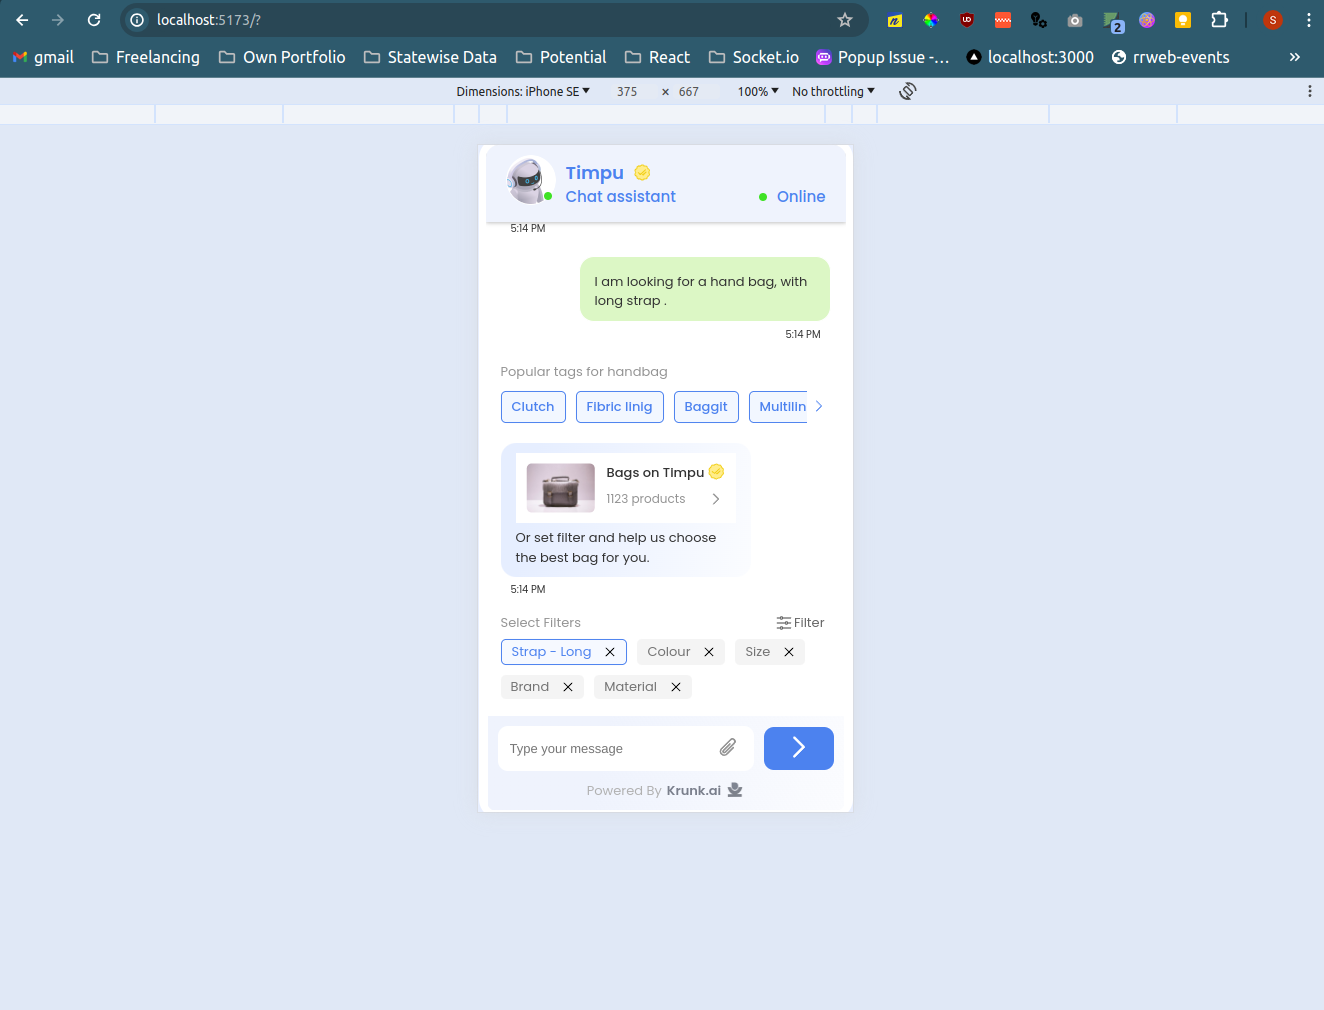 localhost:5173/?
2
S
gmail Freelancing Own Portfolio Statewise Data Potential React Socket.io Popup Issue -... localhost:3000 rrweb-events »
Dimensions: iPhone SE 375 × 667 100% No throttling
Timpu
Chat assistant
Online
5:14 PM
I am looking for a hand bag, with
long strap .
5:14 PM
Popular tags for handbag
Clutch Fibric linig Baggit Multilin
Bags on TImpu
1123 products
Or set filter and help us choose
the best bag for you.
5:14 PM
Select Filters Filter
Strap - Long Colour Size
Brand Material
Type your message
Powered By Krunk.ai